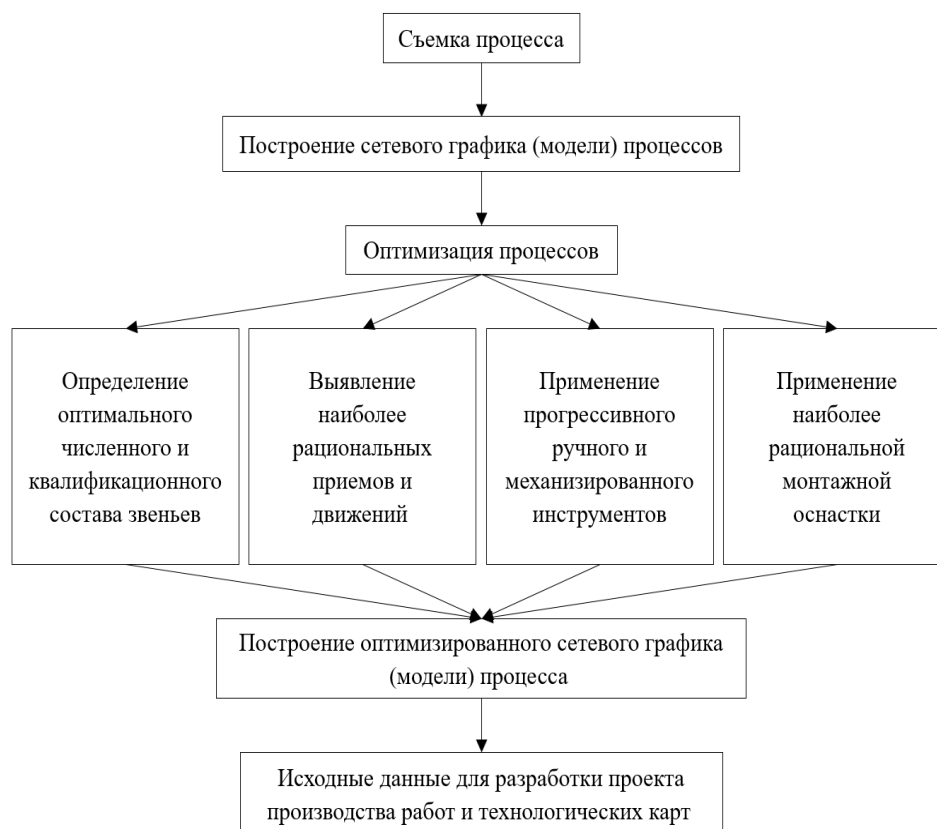 Съемка процесса
Построение сетевого графика (модели) процессов
Оптимизация процессов
Определение
оптимального
численного и
квалификационного
состава звеньев
Выявление
наиболее
рациональных
приемов и
движений
Применение
прогрессивного
ручного и
механизированного
инструментов
Применение
наиболее
рациональной
монтажной
оснастки
Построение оптимизированного сетевого графика
(модели) процесса
Исходные данные для разработки проекта
производства работ и технологических карт